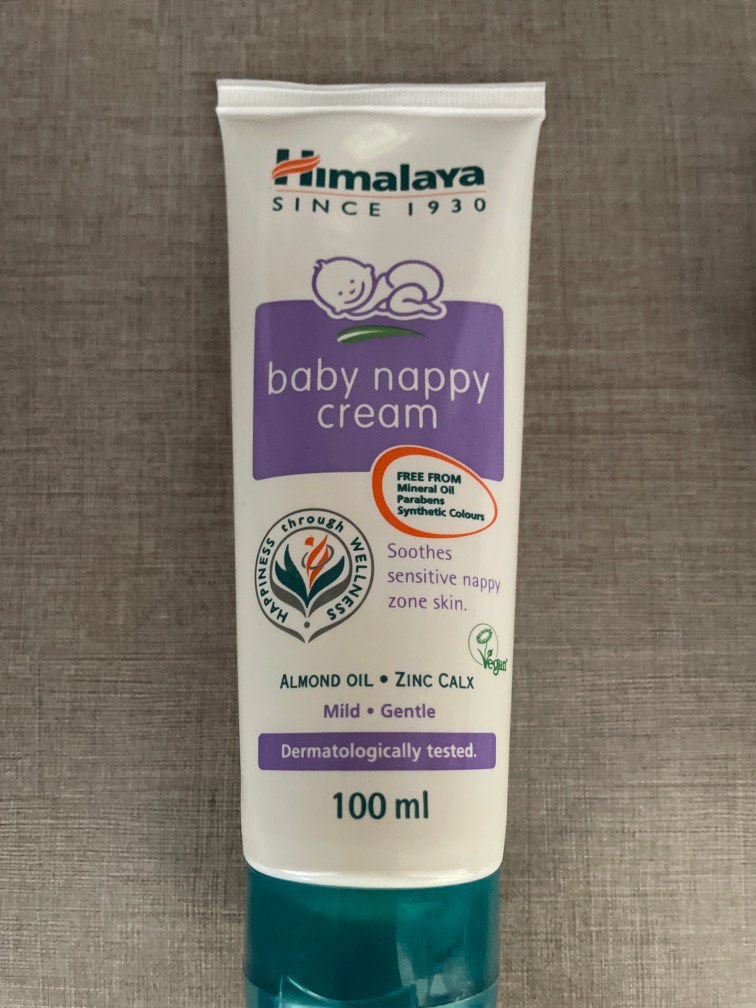 Himalaya
SINCE 1930
baby nappy
cream
FREE FROM
Mineral Oil
Parabens
Synthetic Colours
HAPPINESS through WELLNESS
Soothes
sensitive nappy
zone skin.
Vegan
ALMOND OIL • ZINC CALX
Mild • Gentle
Dermatologically tested.
100 ml